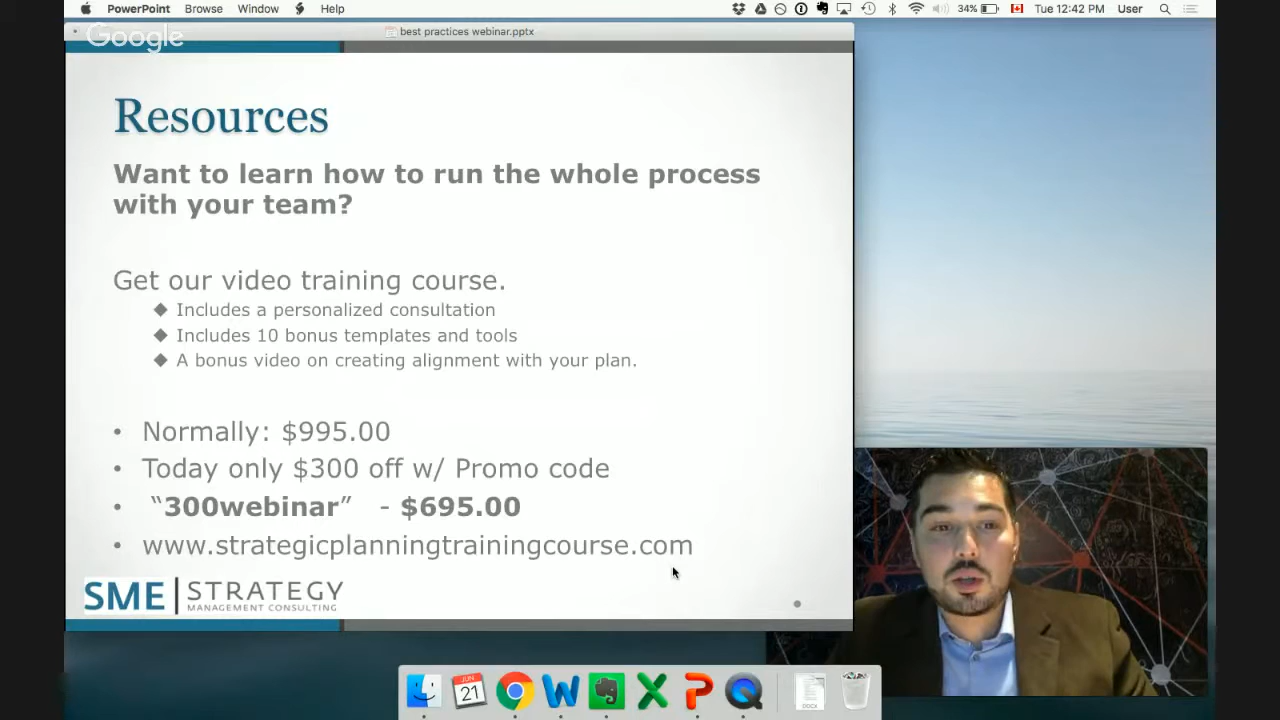 PowerPoint Browse Window Help 34% Tue 12:42 PM User
Google
best practices webinar.pptx
Resources
Want to learn how to run the whole process
with your team?
Get our video training course.
◆ Includes a personalized consultation
◆ Includes 10 bonus templates and tools
◆ A bonus video on creating alignment with your plan.
• Normally: $995.00
• Today only $300 off w/ Promo code
• “300webinar” - $695.00
• www.strategicplanningtrainingcourse.com
SME | STRATEGY
MANAGEMENT CONSULTING
JUN
21
DOCX